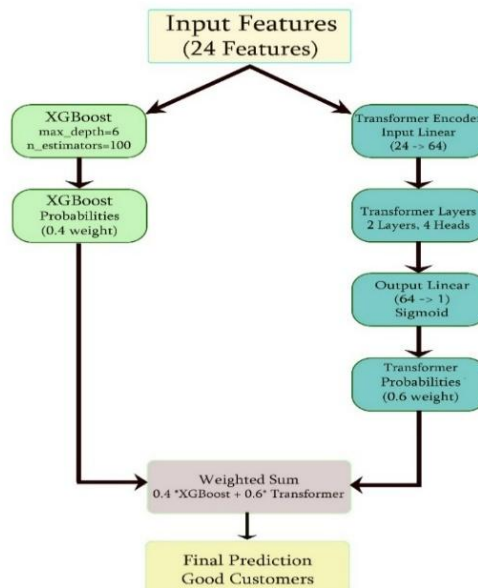 Input Features
(24 Features)
XGBoost
max_depth=6
n_estimators=100
XGBoost
Probabilities
(0.4 weight)
Transformer Encoder
Input Linear
(24 -> 64)
Transformer Layers
2 Layers, 4 Heads
Output Linear
(64 -> 1)
Sigmoid
Transformer
Probabilities
(0.6 weight)
Weighted Sum
0.4 *XGBoost + 0.6* Transformer
Final Prediction
Good Customers